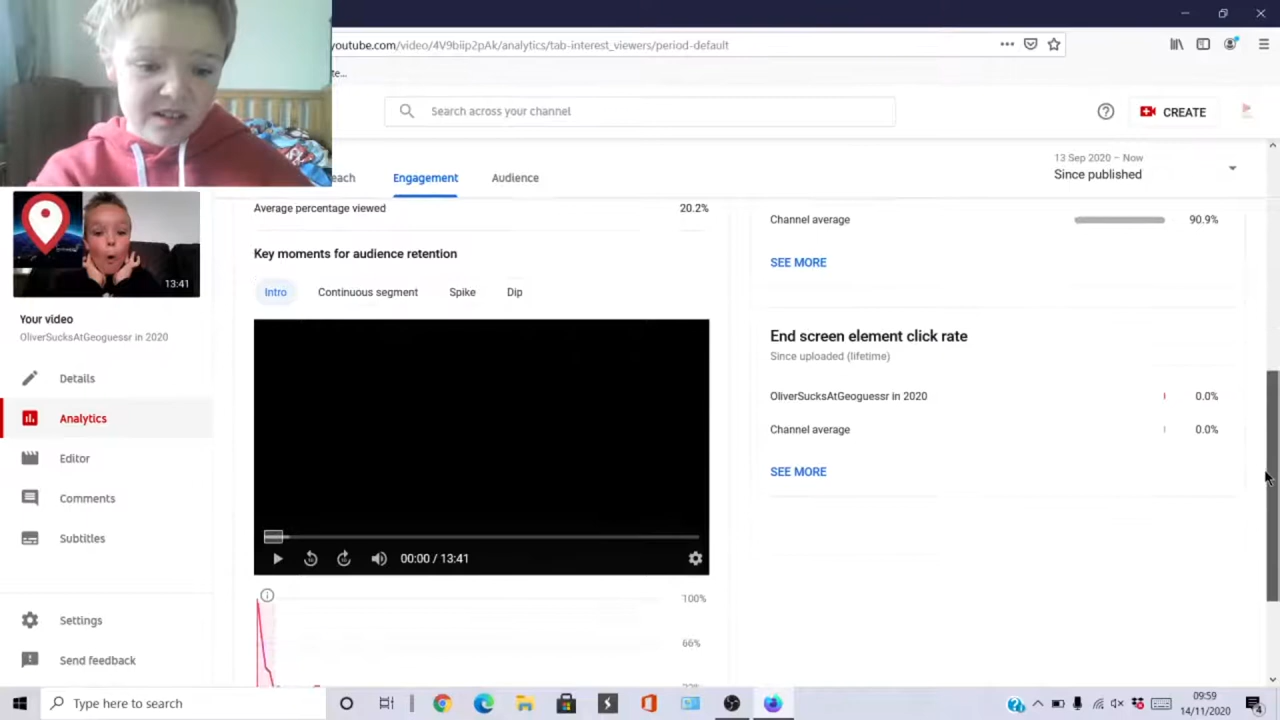 youtube.com/video/4V9biip2pAk/analytics/tab-interest_viewers/period-default
Search across your channel
CREATE
each
Engagement
Audience
13 Sep 2020 – Now
Since published
13:41
Your video
OliverSucksAtGeoguessr in 2020
Details
Analytics
Editor
Comments
Subtitles
Settings
Send feedback
Average percentage viewed
20.2%
Key moments for audience retention
Intro
Continuous segment
Spike
Dip
00:00 / 13:41
100%
66%
Channel average
90.9%
SEE MORE
End screen element click rate
Since uploaded (lifetime)
OliverSucksAtGeoguessr in 2020
0.0%
Channel average
0.0%
SEE MORE
Type here to search
09:59
14/11/2020
4